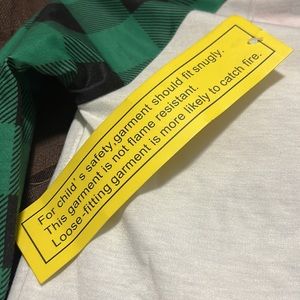 For child's safety,garment should fit snugly.
This garment is not flame resistant.
Loose-fitting garment is more likely to catch fire.